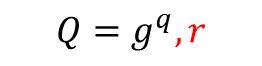 Q = g^q,r